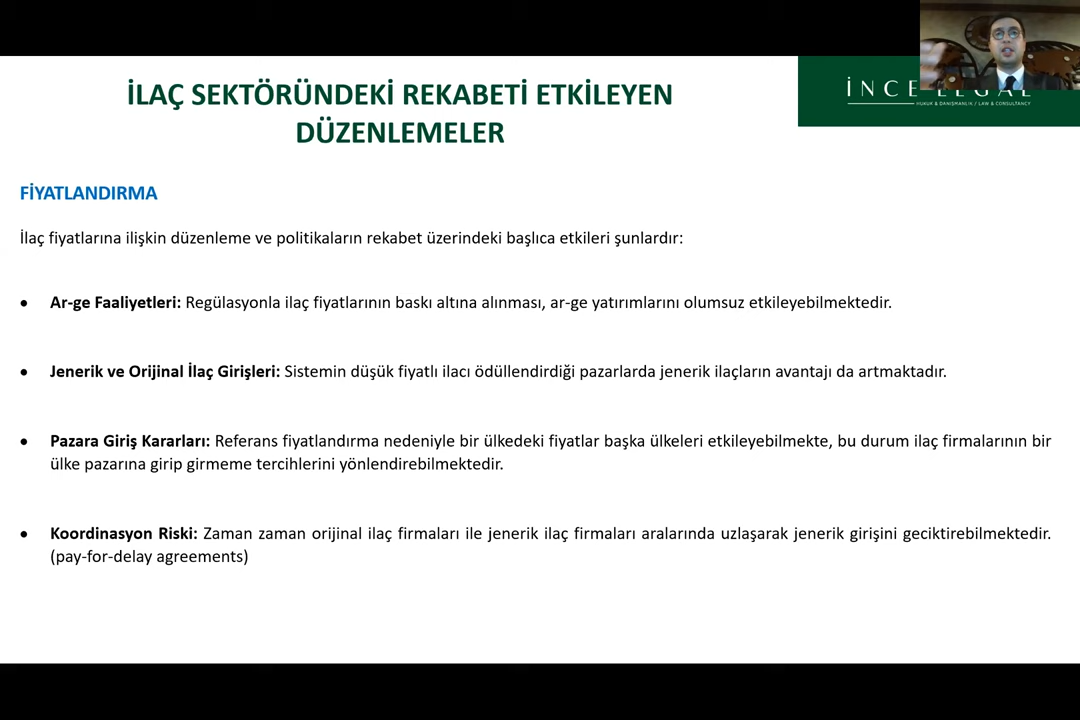 İLAÇ SEKTÖRÜNDEKİ REKABETİ ETKİLEYEN
DÜZENLEMELER
İNCE LEGAL
HUKUK & DANIŞMANLIK / LAW & CONSULTANCY
FİYATLANDIRMA
İlaç fiyatlarına ilişkin düzenleme ve politikaların rekabet üzerindeki başlıca etkileri şunlardır:
• Ar-ge Faaliyetleri: Regülasyonla ilaç fiyatlarının baskı altına alınması, ar-ge yatırımlarını olumsuz etkileyebilmektedir.
• Jenerik ve Orijinal İlaç Girişleri: Sistemin düşük fiyatlı ilacı ödüllendirdiği pazarlarda jenerik ilaçların avantajı da artmaktadır.
• Pazara Giriş Kararları: Referans fiyatlandırma nedeniyle bir ülkedeki fiyatlar başka ülkeleri etkileyebilmekte, bu durum ilaç firmalarının bir
ülke pazarına girip girmeme tercihlerini yönlendirebilmektedir.
• Koordinasyon Riski: Zaman zaman orijinal ilaç firmaları ile jenerik ilaç firmaları aralarında uzlaşarak jenerik girişini geciktirebilmektedir.
(pay-for-delay agreements)